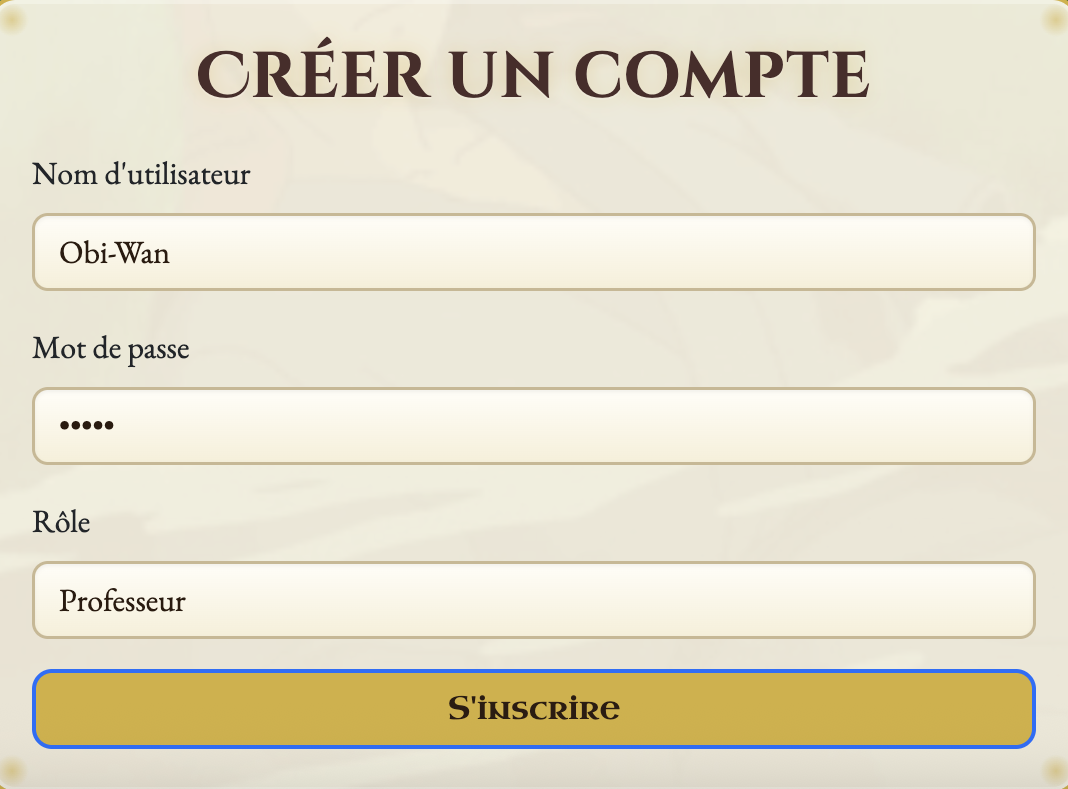 Créer un compte
Nom d'utilisateur
Obi-Wan
Mot de passe
•••••
Rôle
Professeur
S'inscrire